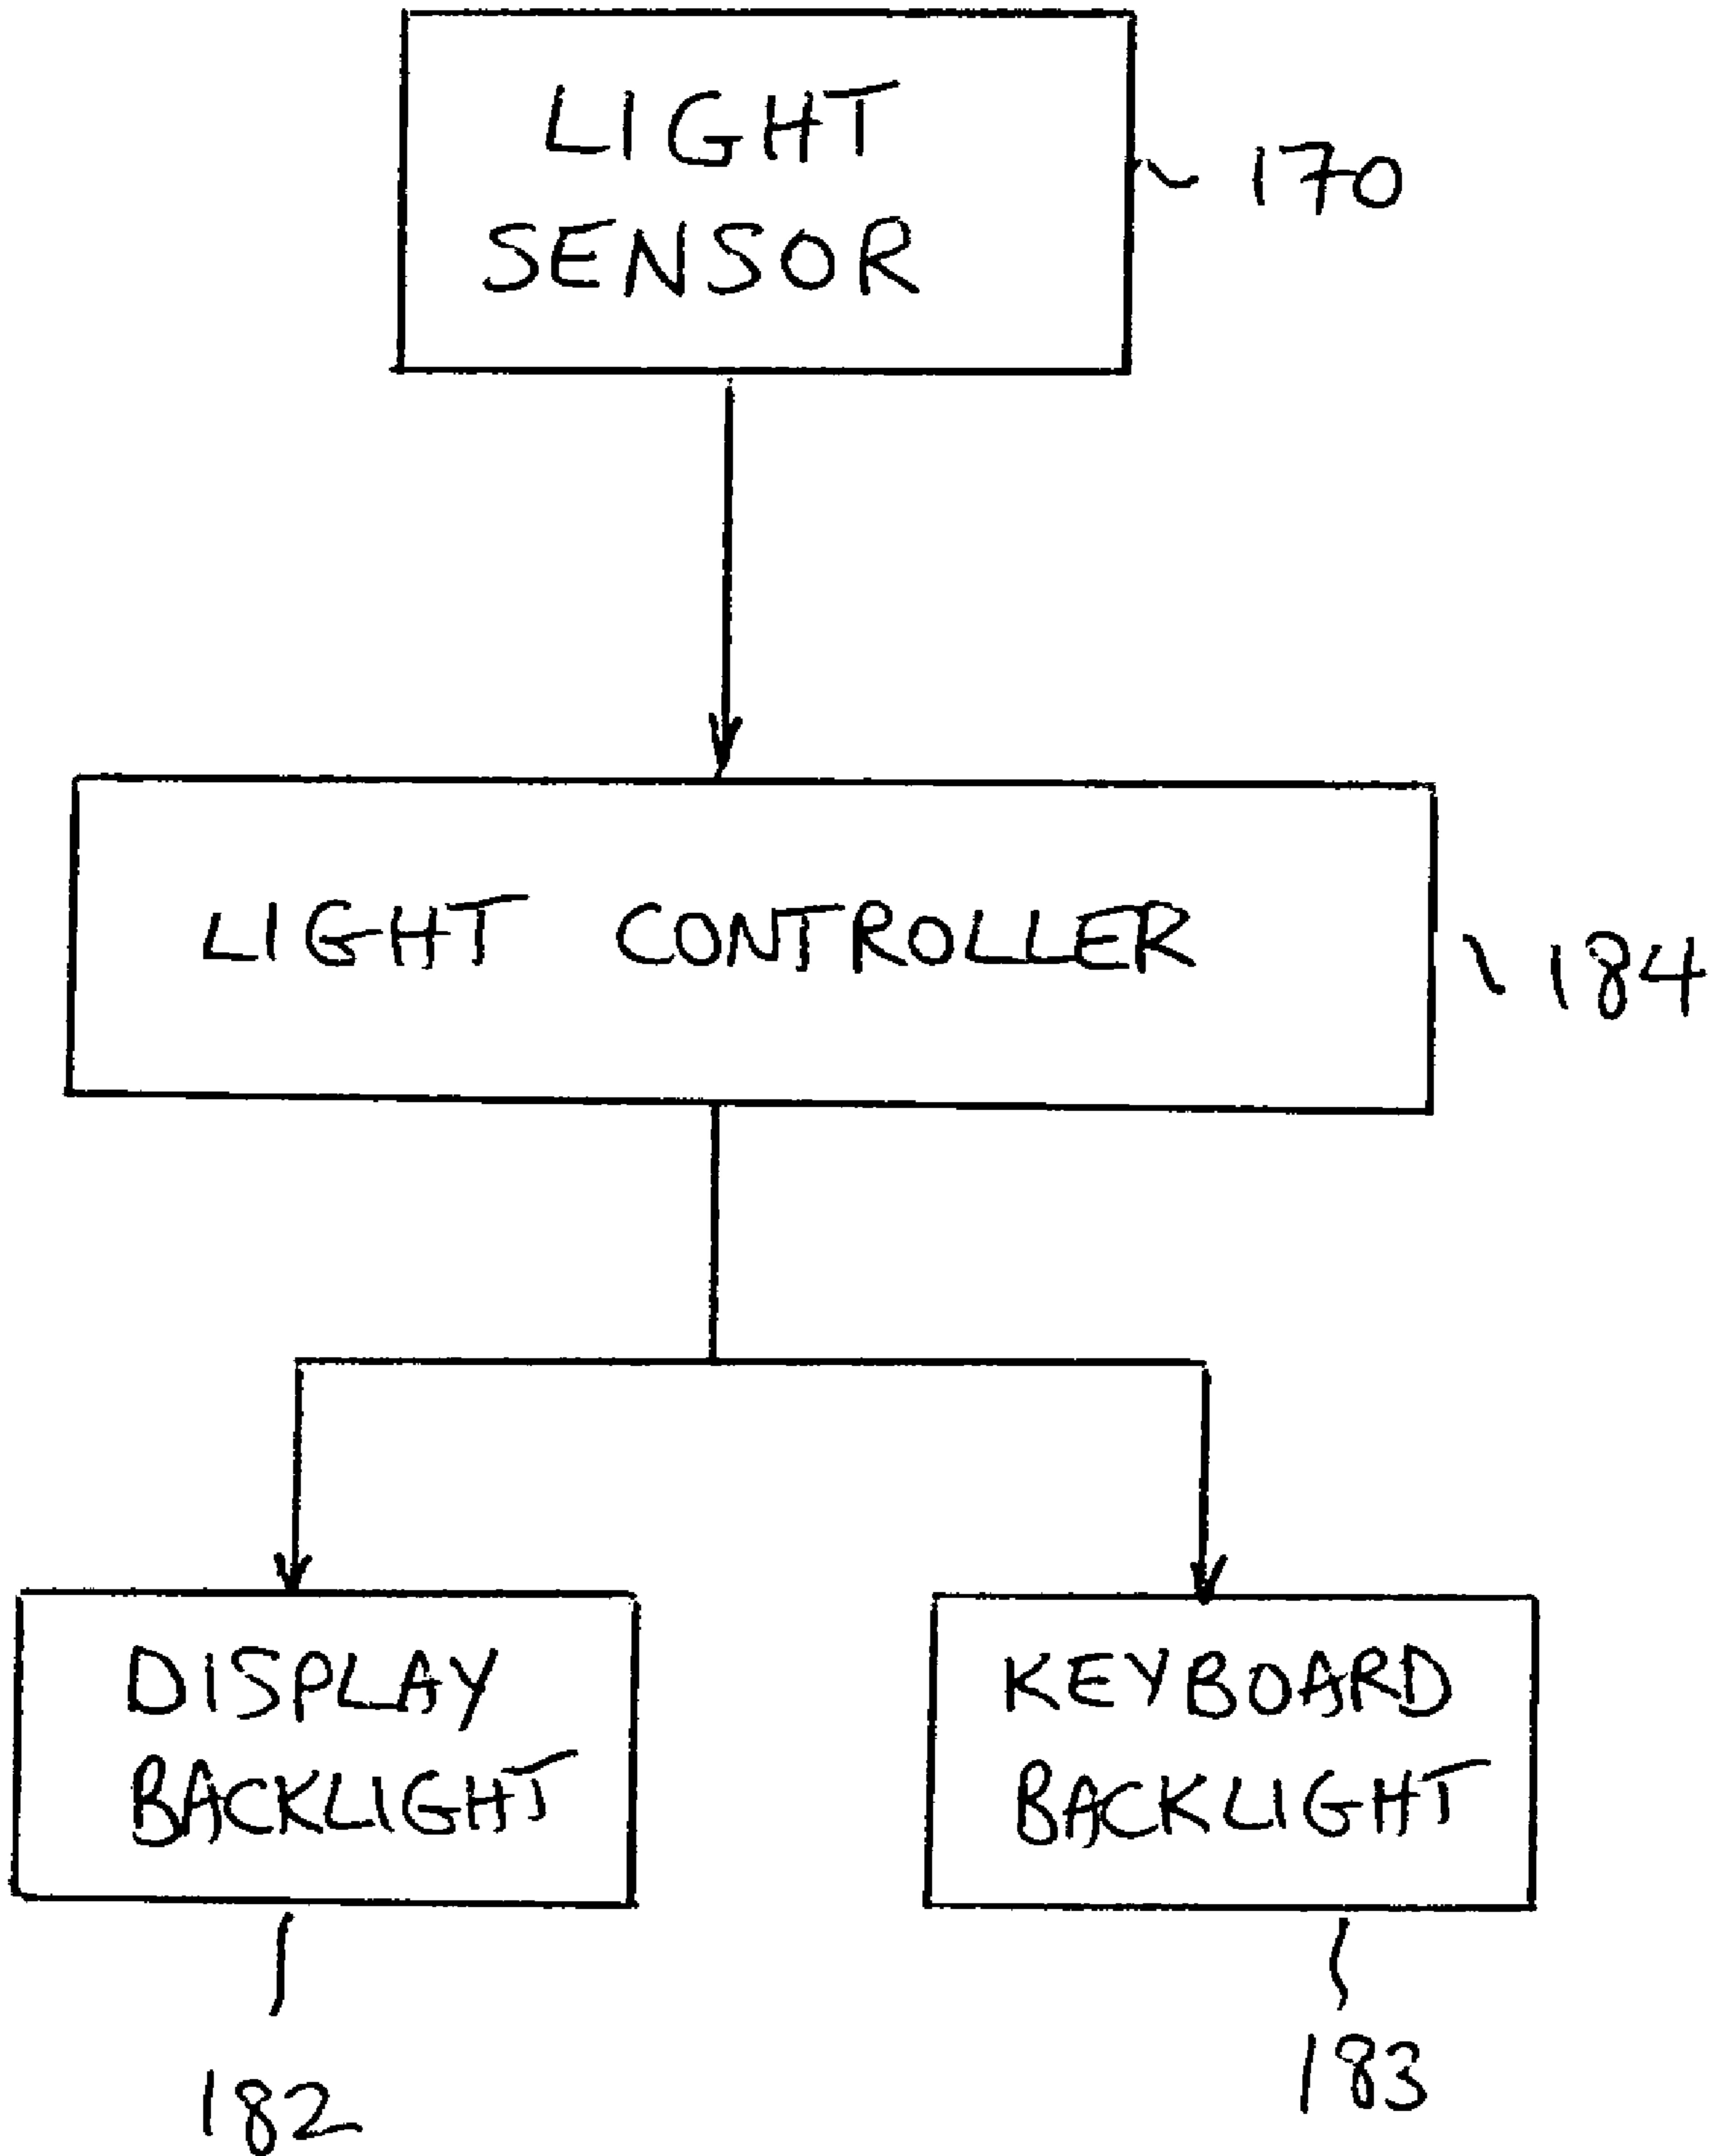 LIGHT
SENSOR
170
LIGHT CONTROLLER
184
DISPLAY
BACKLIGHT
182
KEYBOARD
BACKLIGHT
183